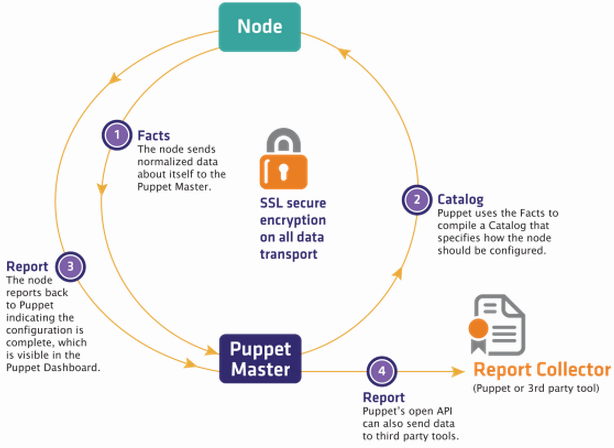 Node
1
Facts
The node sends
normalized data
about itself to the
Puppet Master.
SSL secure
encryption
on all data
transport
2
Catalog
Puppet uses the Facts to
compile a Catalog that
specifies how the node
should be configured.
3
Report
The node
reports back
to Puppet
indicating the
configuration is
complete, which
is visible in the
Puppet Dashboard.
Puppet
Master
4
Report
Puppet's open API
can also send data
to third party tools.
Report Collector
(Puppet or 3rd party tool)